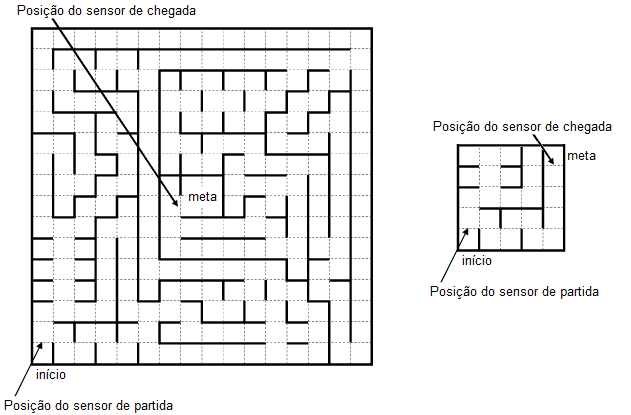 Posição do sensor de chegada
meta
início
Posição do sensor de partida
Posição do sensor de chegada
meta
início
Posição do sensor de partida